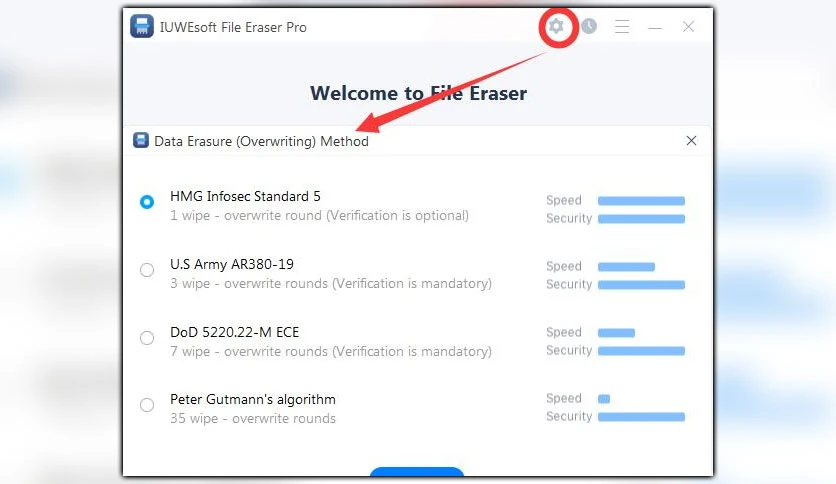 IUWEsoft File Eraser Pro
Welcome to File Eraser
Data Erasure (Overwriting) Method
HMG Infosec Standard 5
1 wipe - overwrite round (Verification is optional)
Speed
Security
U.S Army AR380-19
3 wipe - overwrite rounds (Verification is mandatory)
Speed
Security
DoD 5220.22-M ECE
7 wipe - overwrite rounds (Verification is mandatory)
Speed
Security
Peter Gutmann's algorithm
35 wipe - overwrite rounds
Speed
Security